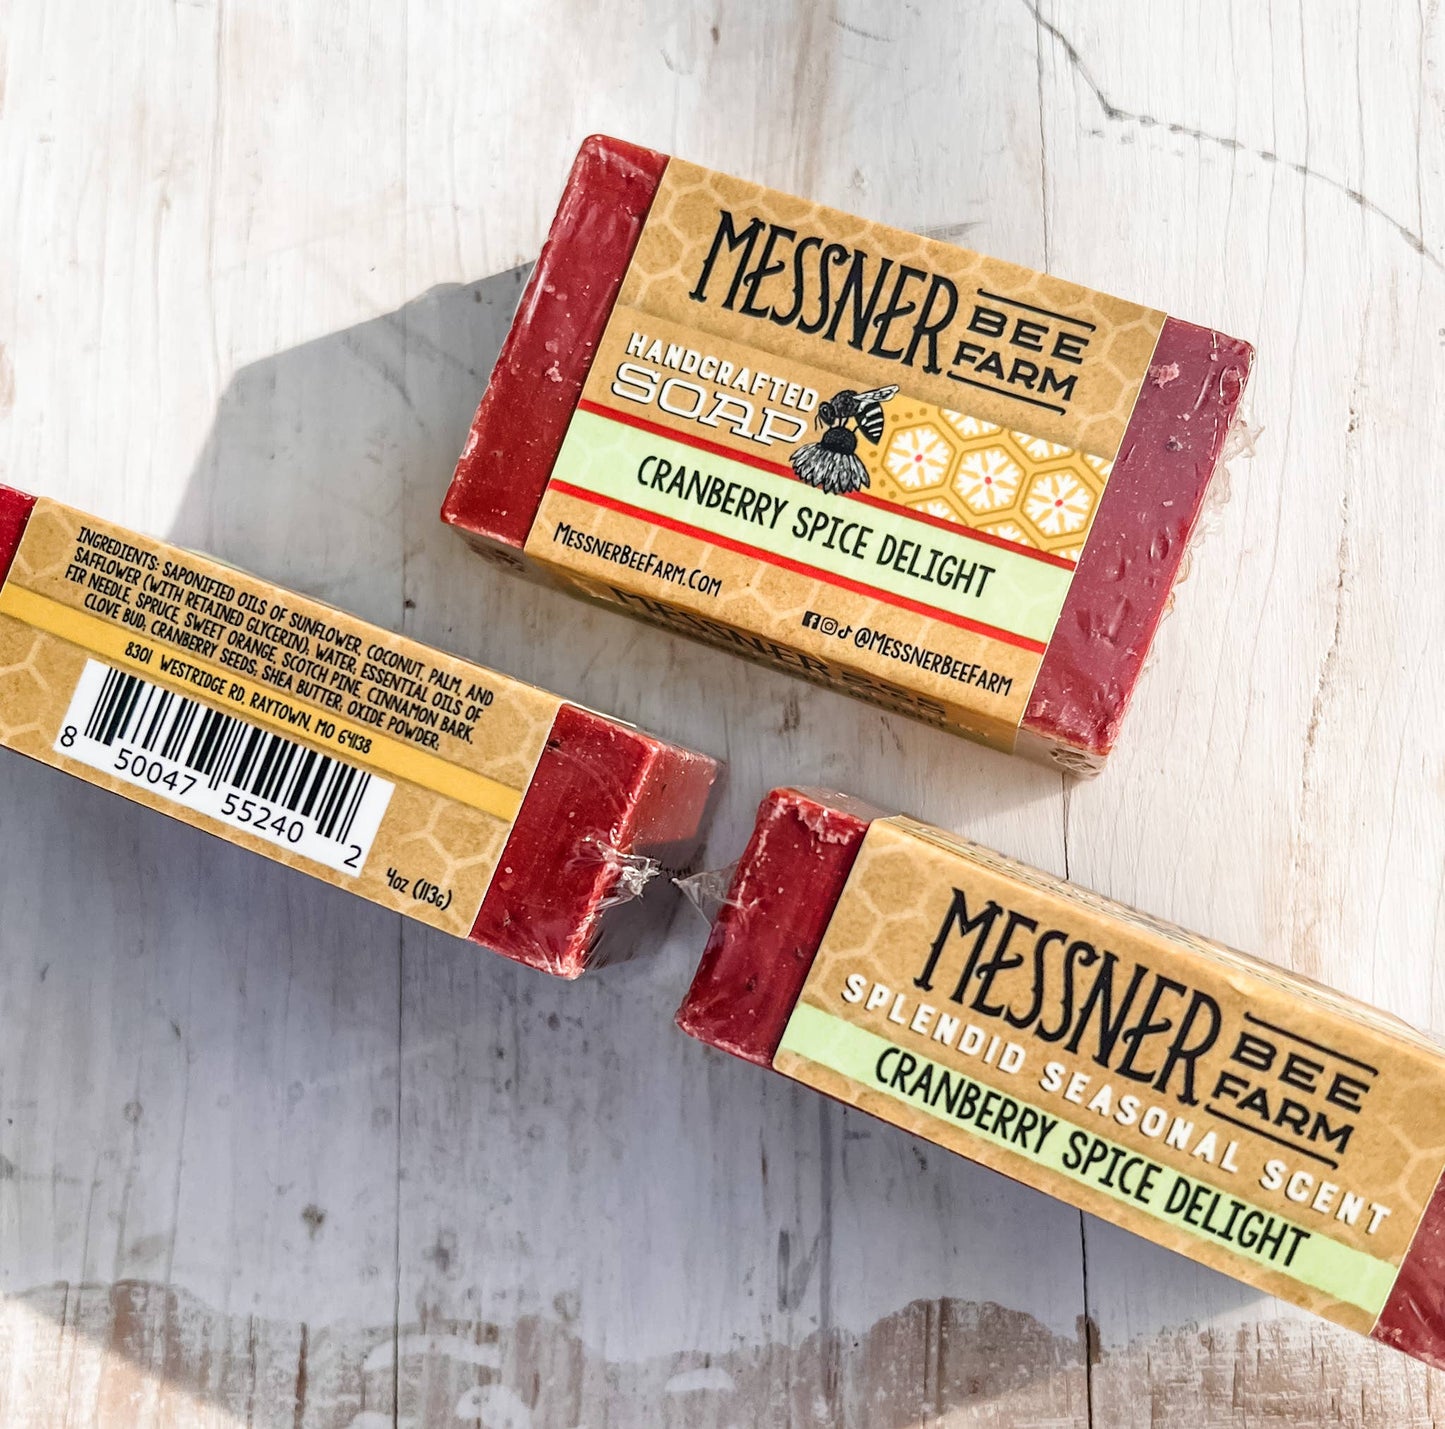 MESSNER
BEE
FARM
HANDCRAFTED
SOAP
CRANBERRY SPICE DELIGHT
MESSNERBEEFARM.COM
@MESSNERBEEFARM
MESSNER BEE
INGREDIENTS: SAPONIFIED OILS OF SUNFLOWER, COCONUT, PALM, AND
SAFFLOWER (WITH RETAINED GLYCERIN); WATER, ESSENTIAL OILS OF
FIR NEEDLE, SPRUCE, SWEET ORANGE, SCOTCH PINE, CINNAMON BARK,
CLOVE BUD; CRANBERRY SEEDS; SHEA BUTTER; OXIDE POWDER;
8301 WESTRIDGE RD, RAYTOWN, MO 64138
8 50047 55240 2
4OZ (113G)
MESSNER
BEE
FARM
SPLENDID SEASONAL SCENT
CRANBERRY SPICE DELIGHT